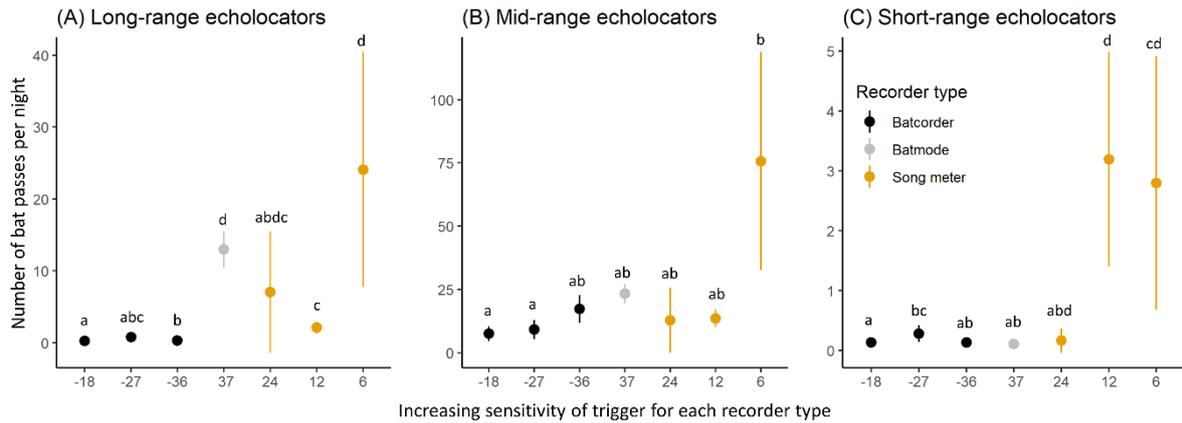 (A) Long-range echolocators
(B) Mid-range echolocators
(C) Short-range echolocators
Number of bat passes per night
40
30
20
10
0
a
abc
b
d
abdc
c
d
-18
-27
-36
37
24
12
6
100
75
50
25
0
a
a
ab
ab
ab
ab
b
-18
-27
-36
37
24
12
6
5
4
3
2
1
0
a
bc
ab
ab
abd
d
cd
Recorder type
Batcorder
Batmode
Song meter
-18
-27
-36
37
24
12
6
Increasing sensitivity of trigger for each recorder type